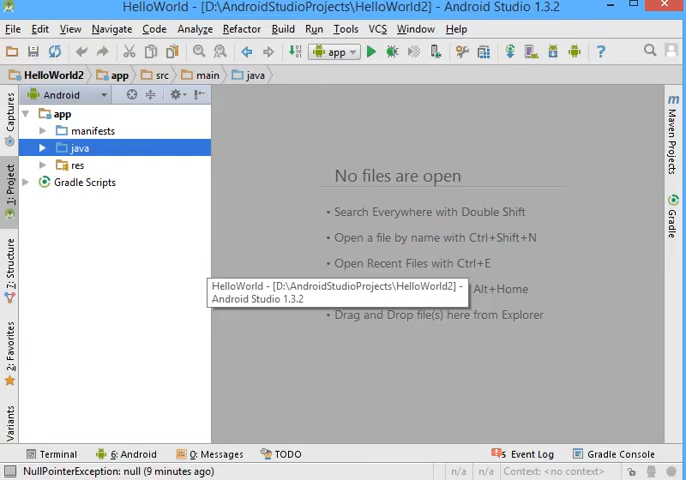 HelloWorld - [D:\AndroidStudioProjects\HelloWorld2] - Android Studio 1.3.2
File Edit View Navigate Code Analyze Refactor Build Run Tools VCS Window Help
app
HelloWorld2 app src main java
Captures
1: Project
7: Structure
2: Favorites
Variants
Android
app
manifests
java
res
Gradle Scripts
No files are open
• Search Everywhere with Double Shift
• Open a file by name with Ctrl+Shift+N
• Open Recent Files with Ctrl+E
Alt+Home
• Drag and Drop file(s) here from Explorer
HelloWorld - [D:\AndroidStudioProjects\HelloWorld2] -
Android Studio 1.3.2
Maven Projects
Gradle
Terminal 6: Android 0: Messages TODO 5 Event Log Gradle Console
NullPointerException: null (9 minutes ago) n/a n/a Context: <no context>